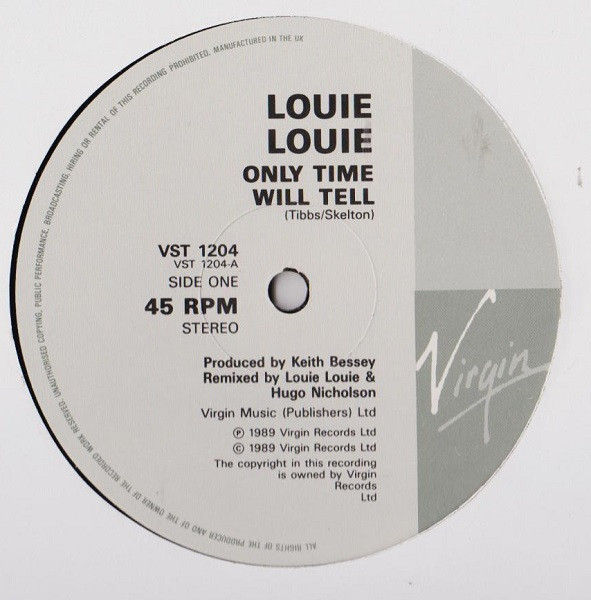 LOUIE
LOUIE
ONLY TIME
WILL TELL
(Tibbs/Skelton)
VST 1204
VST 1204-A
SIDE ONE
45 RPM
STEREO
Produced by Keith Bessey
Remixed by Louie Louie &
Hugo Nicholson
Virgin Music (Publishers) Ltd
Ⓟ 1989 Virgin Records Ltd
© 1989 Virgin Records Ltd
The copyright in this recording
is owned by Virgin
Records
Ltd
Virgin
ALL RIGHTS OF THE PRODUCER AND OF THE OWNER OF THE RECORDED WORK RESERVED. UNAUTHORISED COPYING, PUBLIC PERFORMANCE, BROADCASTING, HIRING OR RENTAL OF THIS RECORDING PROHIBITED. MANUFACTURED IN THE UK